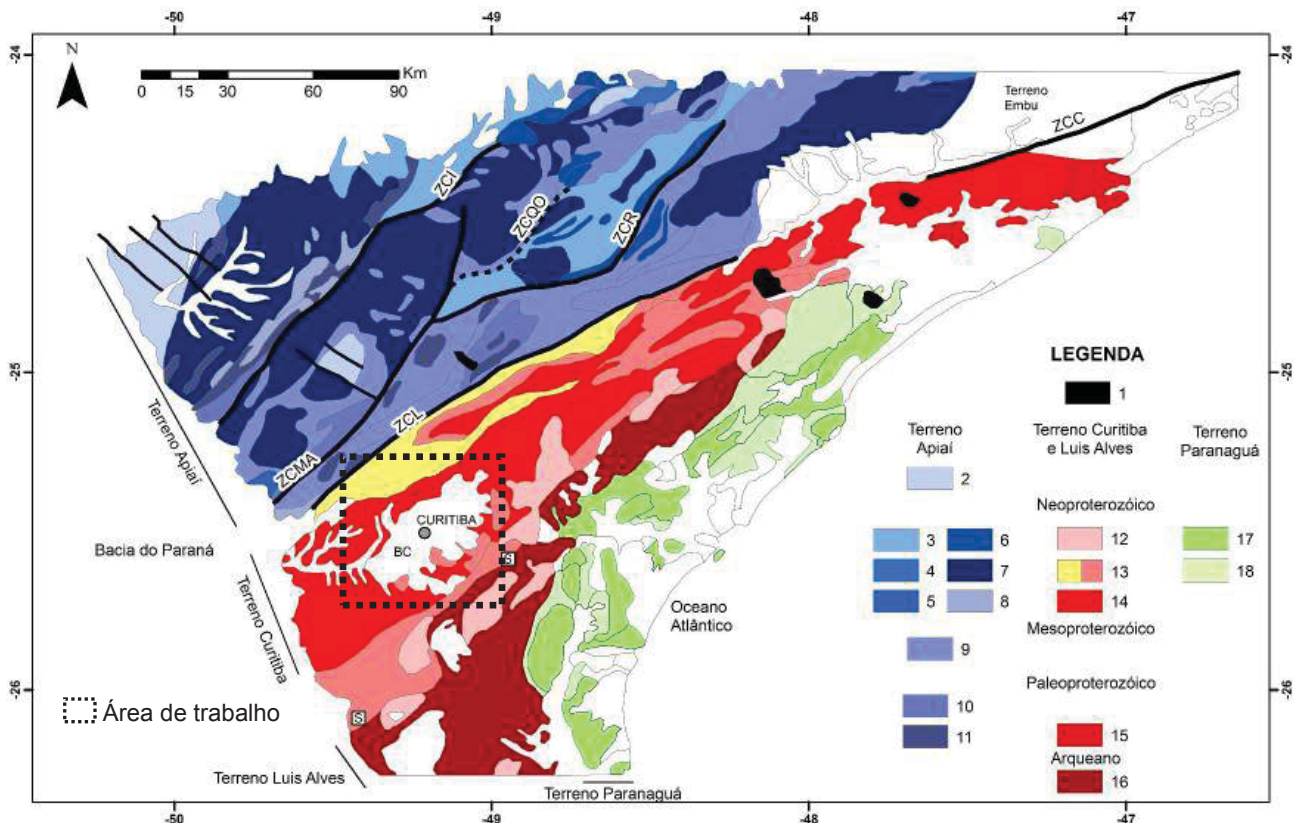 -50 -49 -48 -47
-24 -24
N
Km
0 15 30 60 90
Terreno
Embu
ZCC
ZCI
ZCQO
ZCR
-25 -25
ZCL
ZCMA
Terreno Apiaí
CURITIBA
BC
S
Bacia do Paraná
Terreno Curitiba
Oceano
Atlântico
-26 -26
Área de trabalho
S
Terreno Luis Alves
Terreno Paranaguá
LEGENDA
1
Terreno
Apiaí
Terreno Curitiba
e Luis Alves
Terreno
Paranaguá
2
Neoproterozóico
3 6 12 17
4 7 13 18
5 8 14
Mesoproterozóico
9
Paleoproterozóico
10
11 15
Arqueano
16
-50 -49 -48 -47